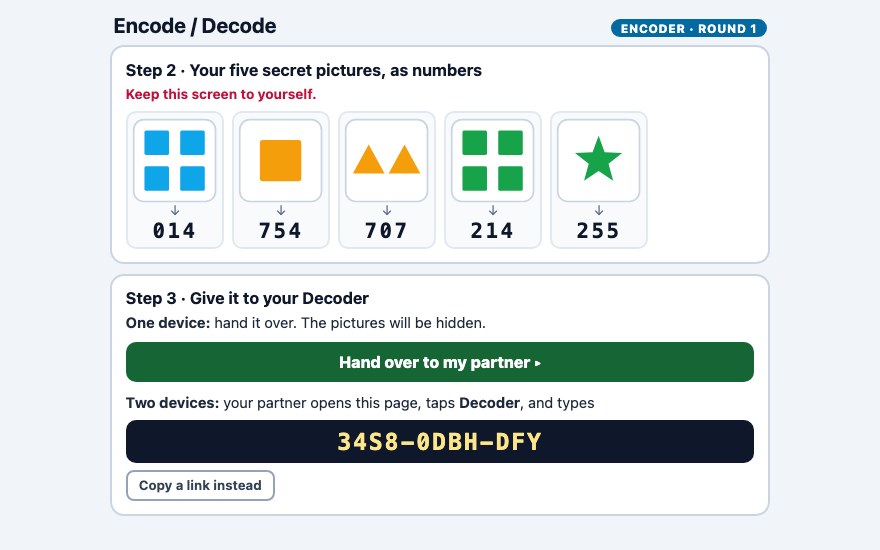 Encode / Decode
ENCODER · ROUND 1
Step 2 · Your five secret pictures, as numbers
Keep this screen to yourself.
↓ ↓ ↓ ↓ ↓
014 754 707 214 255
Step 3 · Give it to your Decoder
One device: hand it over. The pictures will be hidden.
Hand over to my partner ▸
Two devices: your partner opens this page, taps Decoder, and types
34S8–0DBH–DFY
Copy a link instead